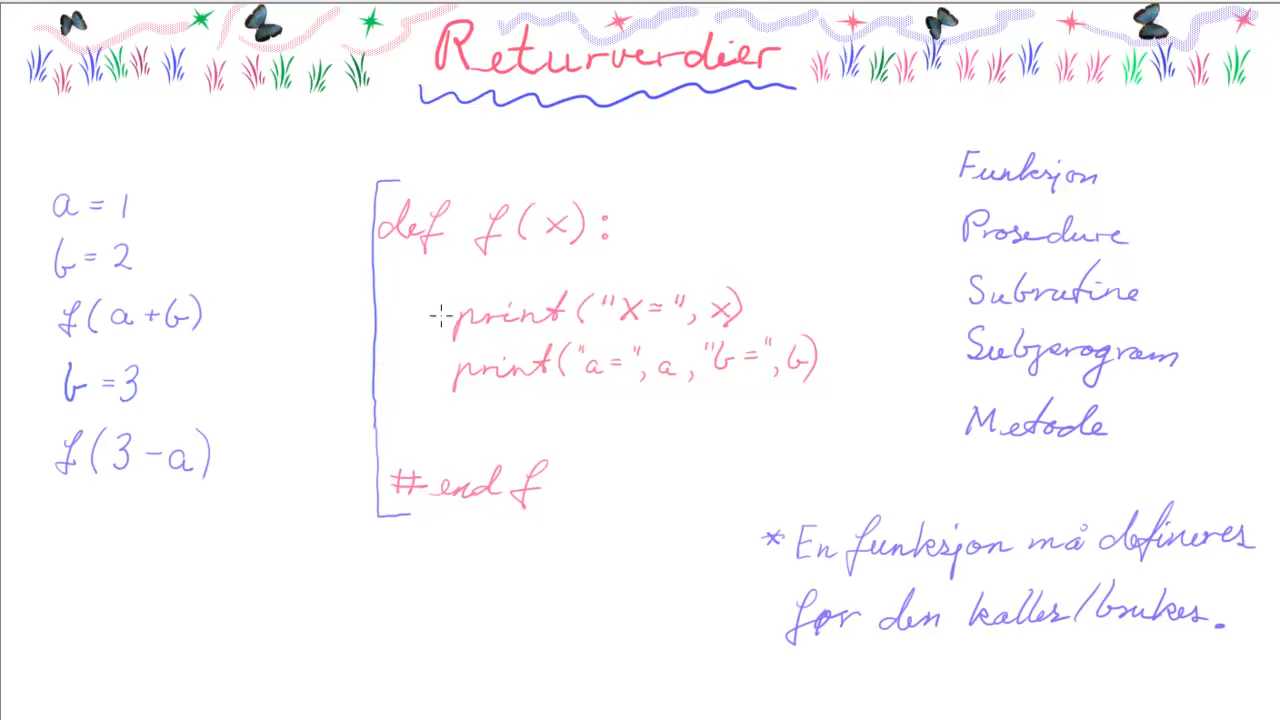 Returverdier
a = 1
b = 2
f(a+b)
b = 3
f(3-a)
def f(x):
print("x=", x)
print("a=", a, "b=", b)
#end f
Funksjon
Prosedure
Subrutine
Subprogram
Metode
* En funksjon må defineres
før den kalles/brukes.